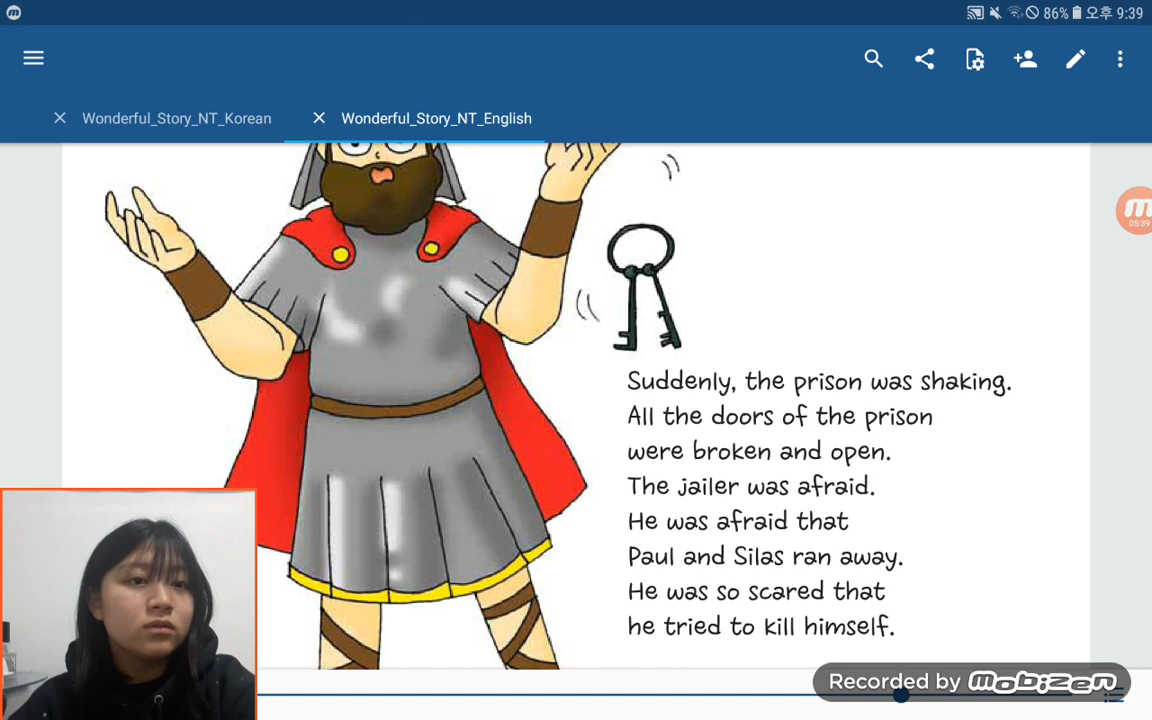 86% 오후 9:39
Wonderful_Story_NT_Korean
Wonderful_Story_NT_English
05:39
Suddenly, the prison was shaking.
All the doors of the prison
were broken and open.
The jailer was afraid.
He was afraid that
Paul and Silas ran away.
He was so scared that
he tried to kill himself.
Recorded by mobizen